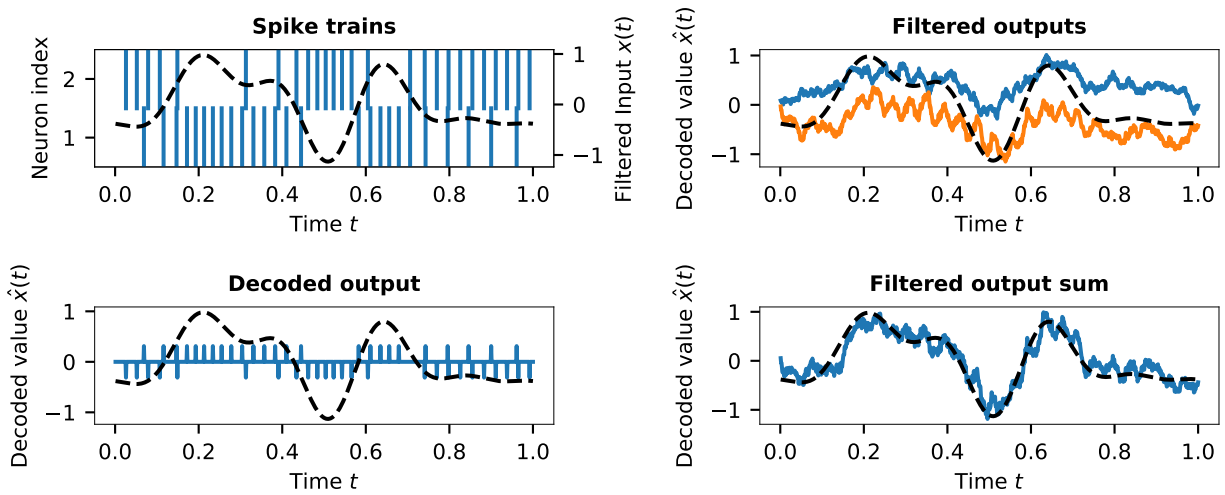 Spike trains
Neuron index
2
1
Filtered Input x(t)
1
0
−1
0.0 0.2 0.4 0.6 0.8 1.0
Time t
Filtered outputs
Decoded value x̂(t)
1
0
−1
0.0 0.2 0.4 0.6 0.8 1.0
Time t
Decoded output
Decoded value x̂(t)
1
0
−1
0.0 0.2 0.4 0.6 0.8 1.0
Time t
Filtered output sum
Decoded value x̂(t)
1
0
−1
0.0 0.2 0.4 0.6 0.8 1.0
Time t